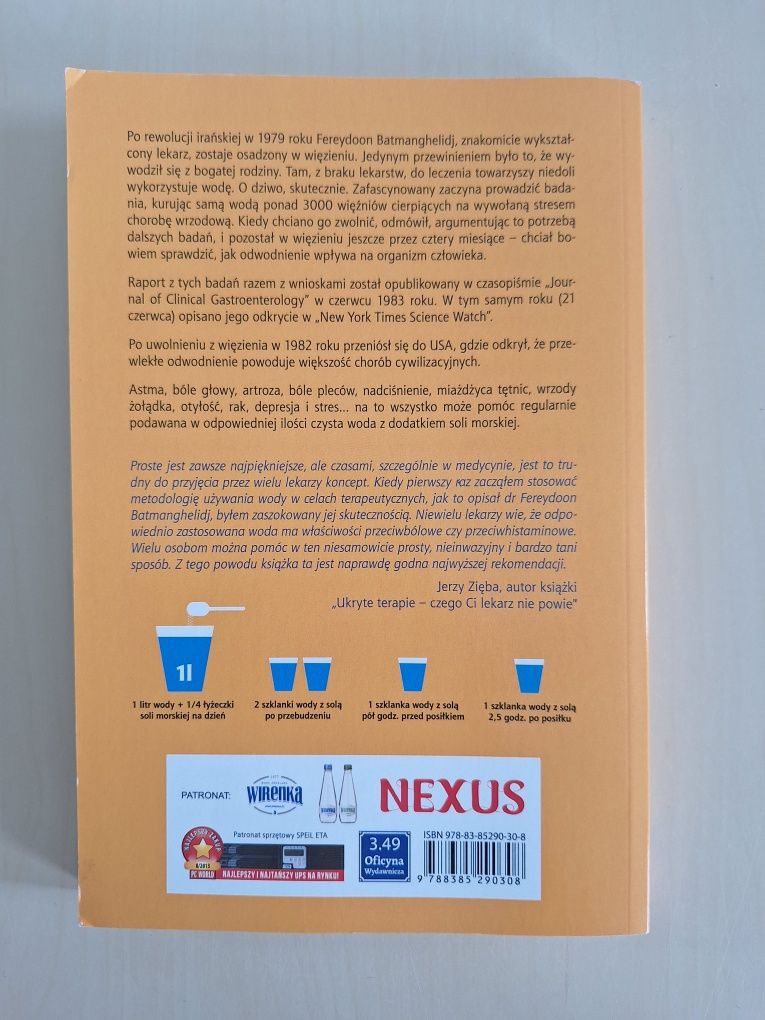 Po rewolucji irańskiej w 1979 roku Fereydoon Batmanghelidj, znakomicie wykształ-
cony lekarz, zostaje osadzony w więzieniu. Jedynym przewinieniem było to, że wy-
wodził się z bogatej rodziny. Tam, z braku lekarstw, do leczenia towarzyszy niedoli
wykorzystuje wodę. O dziwo, skutecznie. Zafascynowany zaczyna prowadzić bada-
nia, kurując samą wodą ponad 3000 więźniów cierpiących na wywołaną stresem
chorobę wrzodową. Kiedy chciano go zwolnić, odmówił, argumentując to potrzebą
dalszych badań, i pozostał w więzieniu jeszcze przez cztery miesiące – chciał bo-
wiem sprawdzić, jak odwodnienie wpływa na organizm człowieka.
Raport z tych badań razem z wnioskami został opublikowany w czasopiśmie „Jour-
nal of Clinical Gastroenterology" w czerwcu 1983 roku. W tym samym roku (21
czerwca) opisano jego odkrycie w „New York Times Science Watch".
Po uwolnieniu z więzienia w 1982 roku przeniósł się do USA, gdzie odkrył, że prze-
wlekłe odwodnienie powoduje większość chorób cywilizacyjnych.
Astma, bóle głowy, artroza, bóle pleców, nadciśnienie, miażdżyca tętnic, wrzody
żołądka, otyłość, rak, depresja i stres... na to wszystko może pomóc regularnie
podawana w odpowiedniej ilości czysta woda z dodatkiem soli morskiej.
Proste jest zawsze najpiękniejsze, ale czasami, szczególnie w medycynie, jest to tru-
dny do przyjęcia przez wielu lekarzy koncept. Kiedy pierwszy raz zacząłem stosować
metodologię używania wody w celach terapeutycznych, jak to opisał dr Fereydoon
Batmanghelidj, byłem zaszokowany jej skutecznością. Niewielu lekarzy wie, że odpo-
wiednio zastosowana woda ma właściwości przeciwbólowe czy przeciwhistaminowe.
Wielu osobom można pomóc w ten niesamowicie prosty, nieinwazyjny i bardzo tani
sposób. Z tego powodu książka ta jest naprawdę godna najwyższej rekomendacji.
Jerzy Zięba, autor książki
„Ukryte terapie – czego Ci lekarz nie powie"
1l
1 litr wody + 1/4 łyżeczki
soli morskiej na dzień
2 szklanki wody z solą
po przebudzeniu
1 szklanka wody z solą
pół godz. przed posiłkiem
1 szklanka wody z solą
2,5 godz. po posiłku
PATRONAT:
WIRENKA
NEXUS
Patronat sprzętowy SPEiL ETA
NAJLEPSZY ZAKUP
8/2015
PC WORLD
NAJLEPSZY I NAJTAŃSZY UPS NA RYNKU!
3.49
Oficyna
Wydawnicza
ISBN 978-83-85290-30-8
9 788385 290308